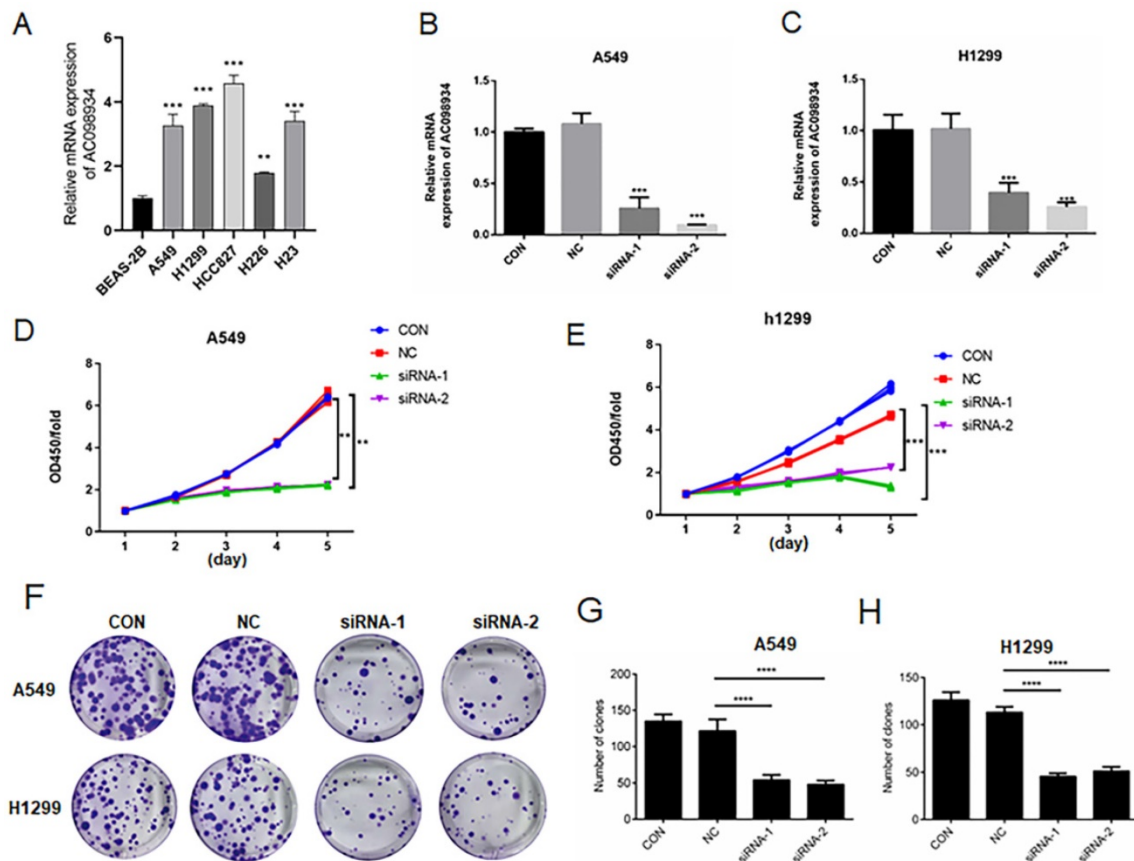 A
Relative mRNA expression
of AC098934
6
4
2
0
***
***
***
**
***
BEAS-2B
A549
H1299
HCC827
H226
H23
B
A549
Relative mRNA
expression of AC098934
1.5
1.0
0.5
0.0
***
***
CON
NC
siRNA-1
siRNA-2
C
H1299
Relative mRNA
expression of AC098934
1.5
1.0
0.5
0.0
***
***
CON
NC
siRNA-1
siRNA-2
D
A549
OD450/fold
8
6
4
2
0
1 2 3 4 5
(day)
CON
NC
siRNA-1
siRNA-2
**
**
E
h1299
OD450/fold
8
6
4
2
0
1 2 3 4 5
(day)
CON
NC
siRNA-1
siRNA-2
***
***
F
CON NC siRNA-1 siRNA-2
A549
H1299
G
A549
Number of clones
200
150
100
50
0
****
****
CON
NC
siRNA-1
siRNA-2
H
H1299
Number of clones
150
100
50
0
****
****
CON
NC
siRNA-1
siRNA-2